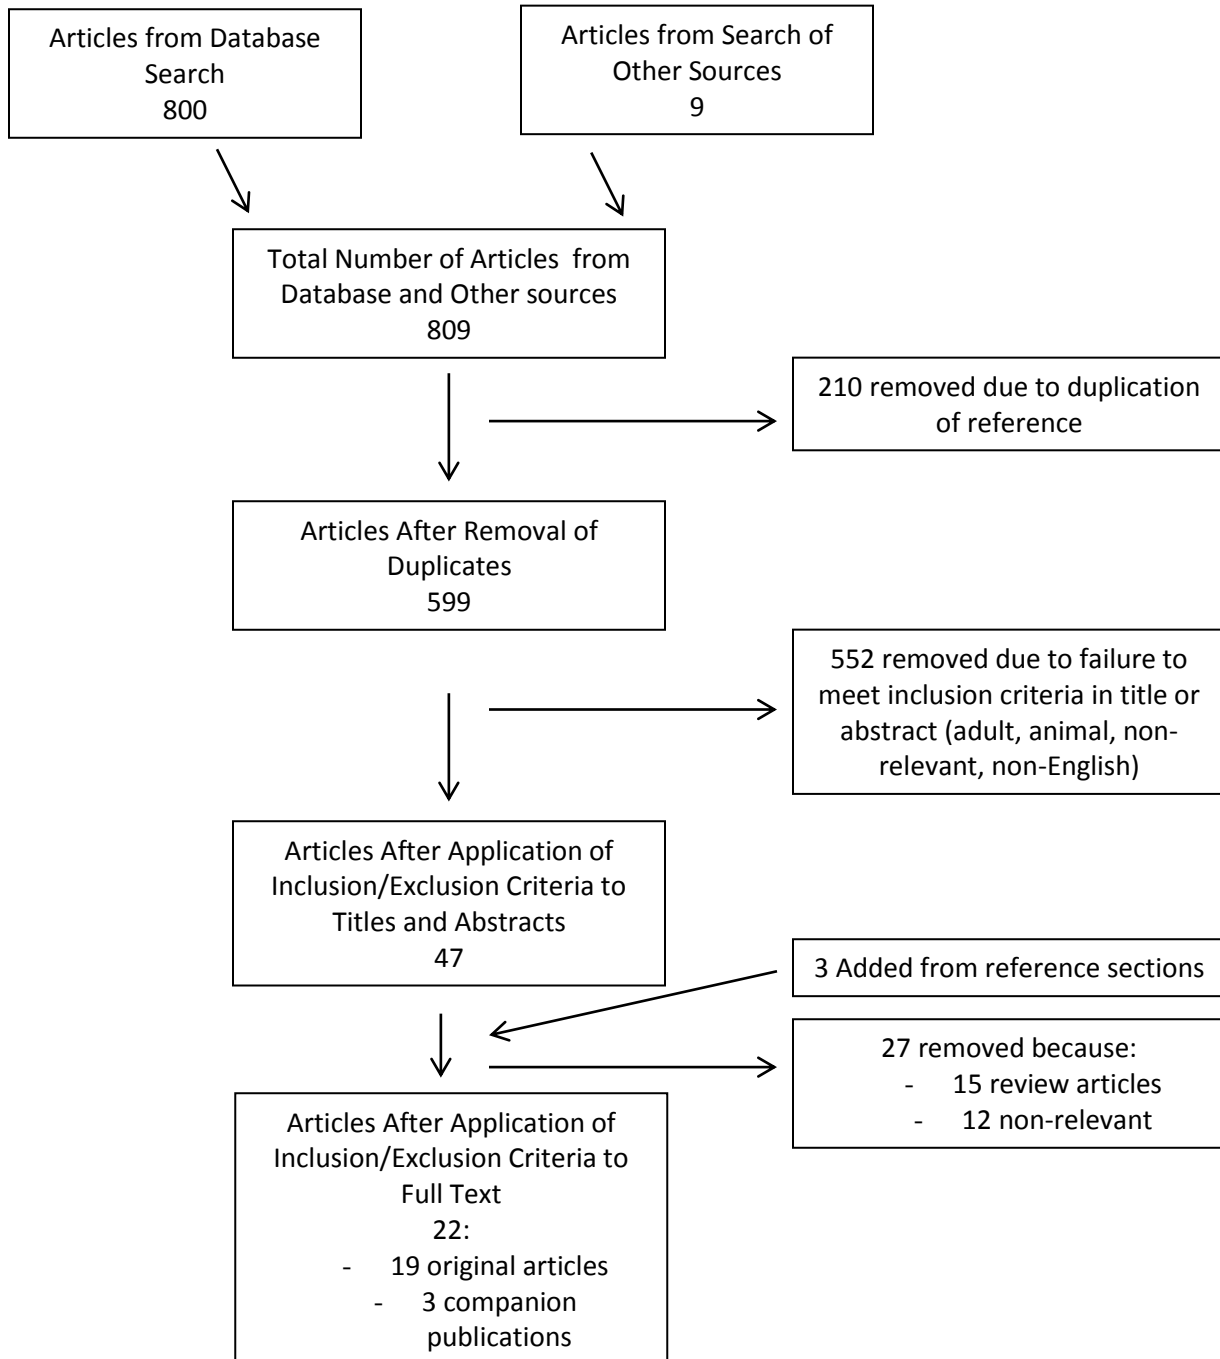 Articles from Database
Search
800
Articles from Search of
Other Sources
9
Total Number of Articles  from
Database and Other sources
809
210 removed due to duplication
of reference
Articles After Removal of
Duplicates
599
552 removed due to failure to
meet inclusion criteria in title or
abstract (adult, animal, non-
relevant, non-English)
Articles After Application of
Inclusion/Exclusion Criteria to
Titles and Abstracts
47
3 Added from reference sections
27 removed because:
- 15 review articles
- 12 non-relevant
Articles After Application of
Inclusion/Exclusion Criteria to
Full Text
22:
- 19 original articles
- 3 companion
publications